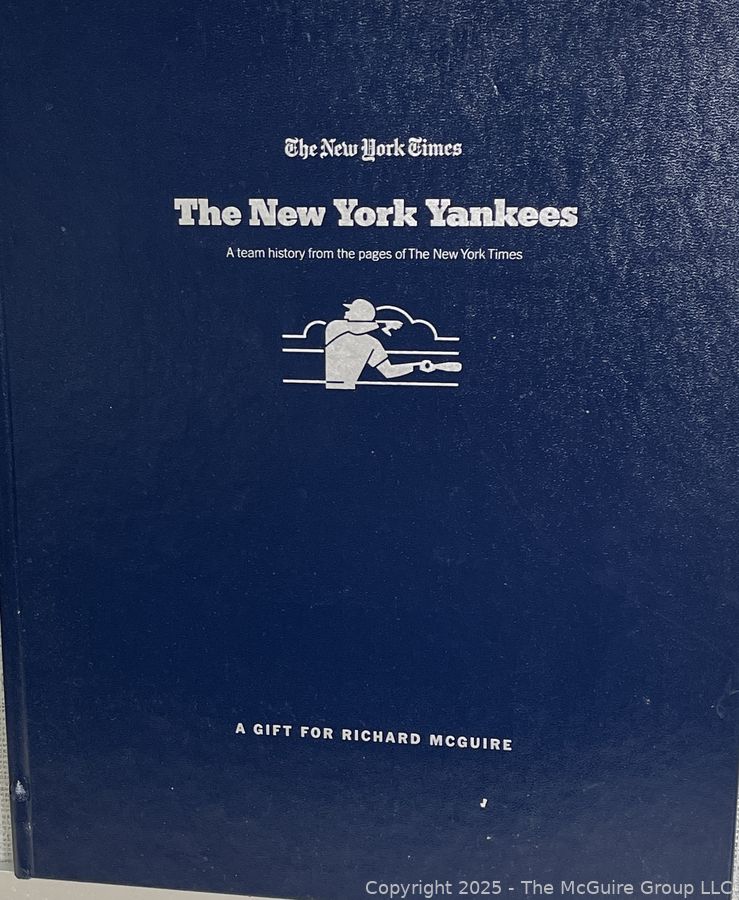 The New York Times
The New York Yankees
A team history from the pages of The New York Times
A GIFT FOR RICHARD MCGUIRE
Copyright 2025 - The McGuire Group LLC